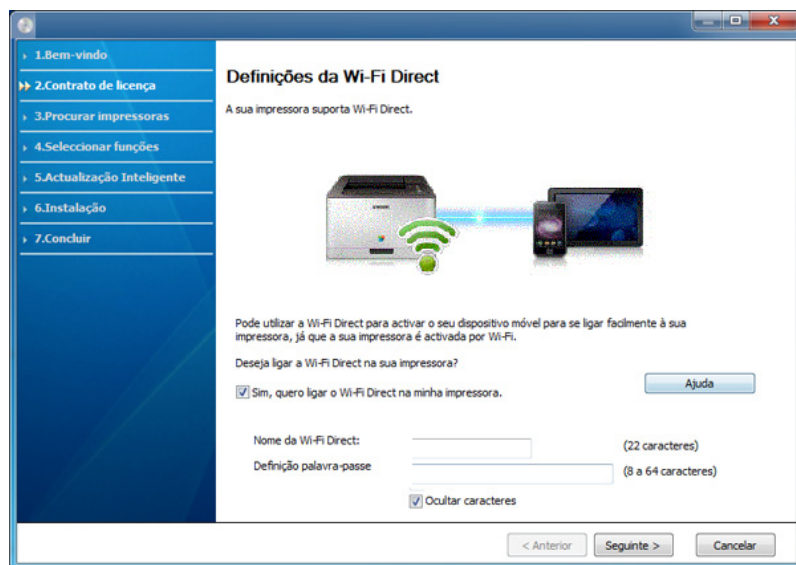 1.Bem-vindo
2.Contrato de licença
3.Procurar impressoras
4.Seleccionar funções
5.Actualização Inteligente
6.Instalação
7.Concluir
Definições da Wi-Fi Direct
A sua impressora suporta Wi-Fi Direct.
Pode utilizar a Wi-Fi Direct para activar o seu dispositivo móvel para se ligar facilmente à sua
impressora, já que a sua impressora é activada por Wi-Fi.
Deseja ligar a Wi-Fi Direct na sua impressora?
Sim, quero ligar o Wi-Fi Direct na minha impressora.
Ajuda
Nome da Wi-Fi Direct:
(22 caracteres)
Definição palavra-passe
(8 a 64 caracteres)
Ocultar caracteres
< Anterior
Seguinte >
Cancelar